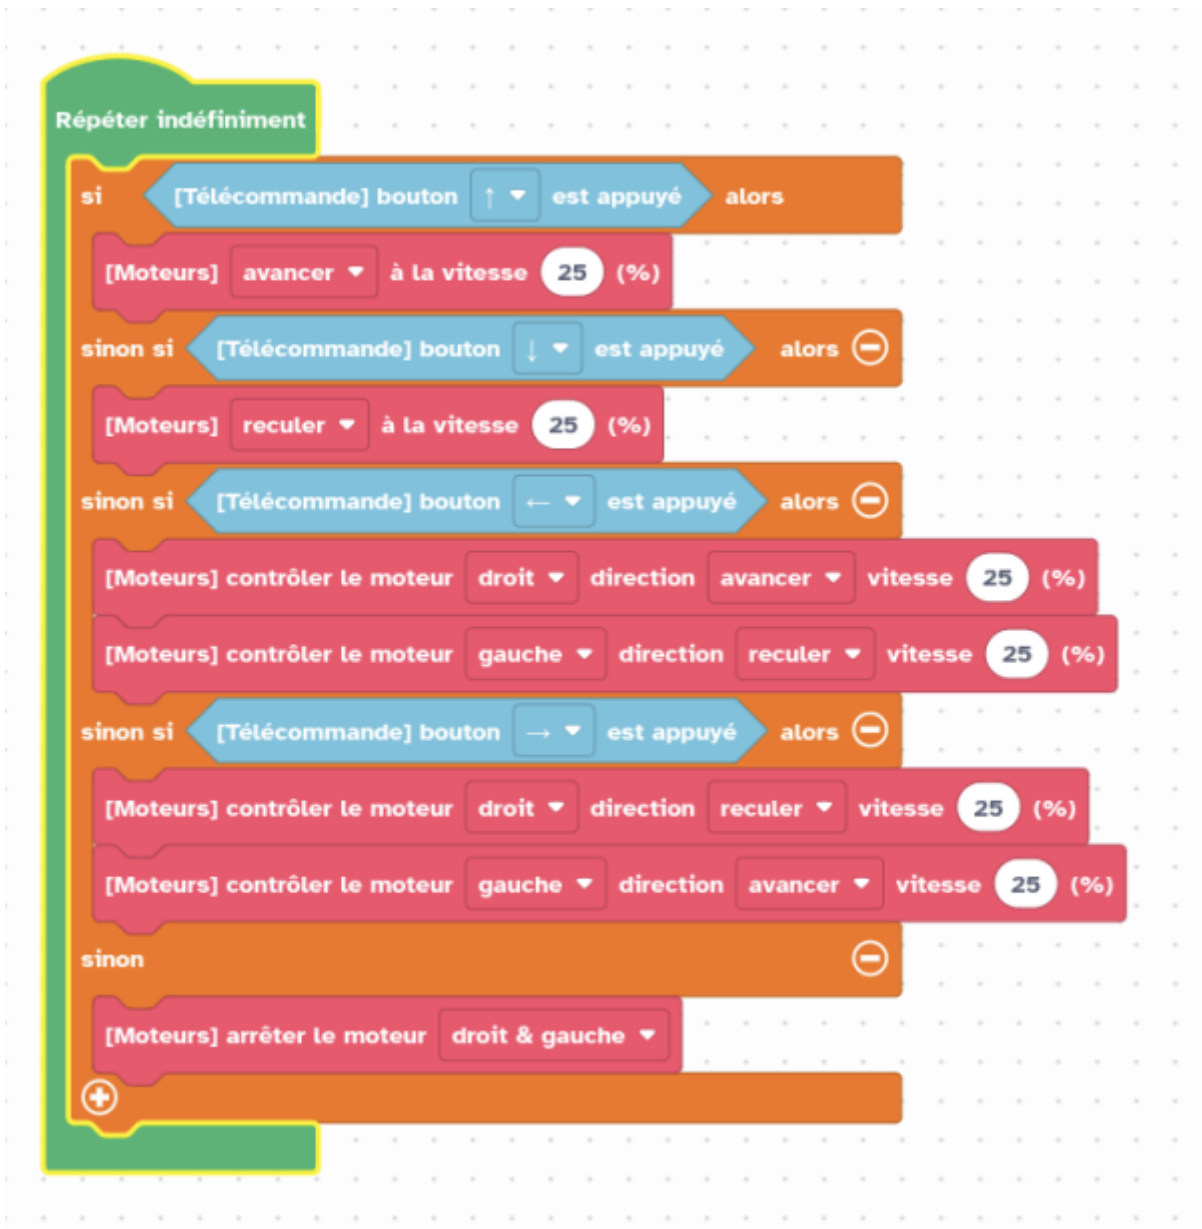 Répéter indéfiniment
si [Télécommande] bouton ↑ est appuyé alors
[Moteurs] avancer à la vitesse 25 (%)
sinon si [Télécommande] bouton ↓ est appuyé alors
[Moteurs] reculer à la vitesse 25 (%)
sinon si [Télécommande] bouton ← est appuyé alors
[Moteurs] contrôler le moteur droit direction avancer vitesse 25 (%)
[Moteurs] contrôler le moteur gauche direction reculer vitesse 25 (%)
sinon si [Télécommande] bouton → est appuyé alors
[Moteurs] contrôler le moteur droit direction reculer vitesse 25 (%)
[Moteurs] contrôler le moteur gauche direction avancer vitesse 25 (%)
sinon
[Moteurs] arrêter le moteur droit & gauche